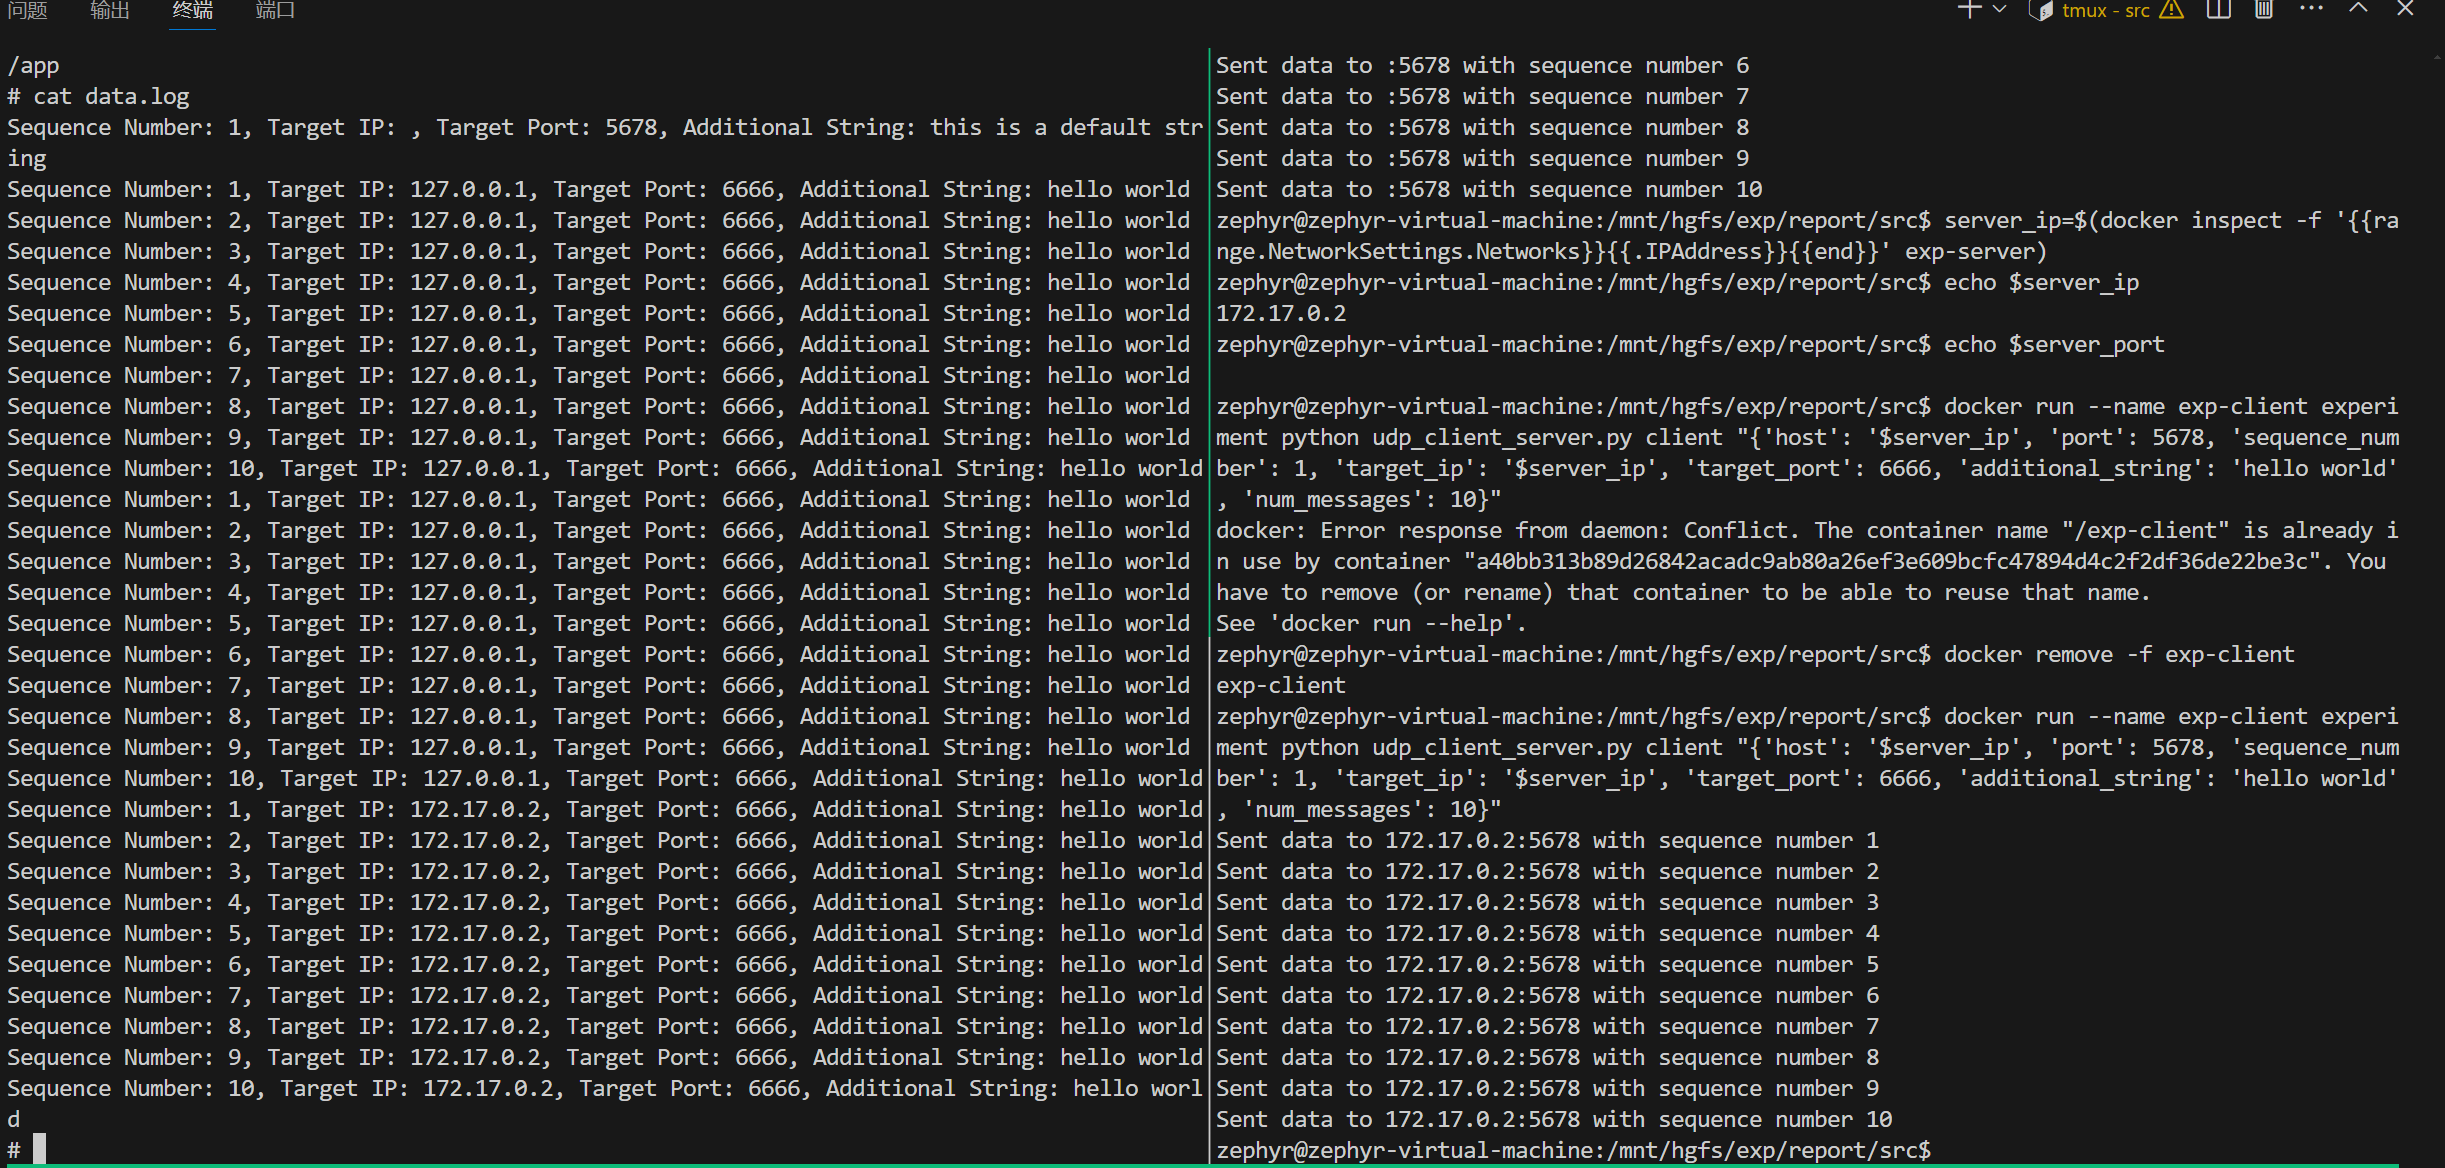 问题 输出 终端 端口
tmux - src
/app
# cat data.log
Sequence Number: 1, Target IP: , Target Port: 5678, Additional String: this is a default str
ing
Sequence Number: 1, Target IP: 127.0.0.1, Target Port: 6666, Additional String: hello world
Sequence Number: 2, Target IP: 127.0.0.1, Target Port: 6666, Additional String: hello world
Sequence Number: 3, Target IP: 127.0.0.1, Target Port: 6666, Additional String: hello world
Sequence Number: 4, Target IP: 127.0.0.1, Target Port: 6666, Additional String: hello world
Sequence Number: 5, Target IP: 127.0.0.1, Target Port: 6666, Additional String: hello world
Sequence Number: 6, Target IP: 127.0.0.1, Target Port: 6666, Additional String: hello world
Sequence Number: 7, Target IP: 127.0.0.1, Target Port: 6666, Additional String: hello world
Sequence Number: 8, Target IP: 127.0.0.1, Target Port: 6666, Additional String: hello world
Sequence Number: 9, Target IP: 127.0.0.1, Target Port: 6666, Additional String: hello world
Sequence Number: 10, Target IP: 127.0.0.1, Target Port: 6666, Additional String: hello world
Sequence Number: 1, Target IP: 127.0.0.1, Target Port: 6666, Additional String: hello world
Sequence Number: 2, Target IP: 127.0.0.1, Target Port: 6666, Additional String: hello world
Sequence Number: 3, Target IP: 127.0.0.1, Target Port: 6666, Additional String: hello world
Sequence Number: 4, Target IP: 127.0.0.1, Target Port: 6666, Additional String: hello world
Sequence Number: 5, Target IP: 127.0.0.1, Target Port: 6666, Additional String: hello world
Sequence Number: 6, Target IP: 127.0.0.1, Target Port: 6666, Additional String: hello world
Sequence Number: 7, Target IP: 127.0.0.1, Target Port: 6666, Additional String: hello world
Sequence Number: 8, Target IP: 127.0.0.1, Target Port: 6666, Additional String: hello world
Sequence Number: 9, Target IP: 127.0.0.1, Target Port: 6666, Additional String: hello world
Sequence Number: 10, Target IP: 127.0.0.1, Target Port: 6666, Additional String: hello world
Sequence Number: 1, Target IP: 172.17.0.2, Target Port: 6666, Additional String: hello world
Sequence Number: 2, Target IP: 172.17.0.2, Target Port: 6666, Additional String: hello world
Sequence Number: 3, Target IP: 172.17.0.2, Target Port: 6666, Additional String: hello world
Sequence Number: 4, Target IP: 172.17.0.2, Target Port: 6666, Additional String: hello world
Sequence Number: 5, Target IP: 172.17.0.2, Target Port: 6666, Additional String: hello world
Sequence Number: 6, Target IP: 172.17.0.2, Target Port: 6666, Additional String: hello world
Sequence Number: 7, Target IP: 172.17.0.2, Target Port: 6666, Additional String: hello world
Sequence Number: 8, Target IP: 172.17.0.2, Target Port: 6666, Additional String: hello world
Sequence Number: 9, Target IP: 172.17.0.2, Target Port: 6666, Additional String: hello world
Sequence Number: 10, Target IP: 172.17.0.2, Target Port: 6666, Additional String: hello worl
d
#
Sent data to :5678 with sequence number 6
Sent data to :5678 with sequence number 7
Sent data to :5678 with sequence number 8
Sent data to :5678 with sequence number 9
Sent data to :5678 with sequence number 10
zephyr@zephyr-virtual-machine:/mnt/hgfs/exp/report/src$ server_ip=$(docker inspect -f '{{ra
nge.NetworkSettings.Networks}}{{.IPAddress}}{{end}}' exp-server)
zephyr@zephyr-virtual-machine:/mnt/hgfs/exp/report/src$ echo $server_ip
172.17.0.2
zephyr@zephyr-virtual-machine:/mnt/hgfs/exp/report/src$ echo $server_port
zephyr@zephyr-virtual-machine:/mnt/hgfs/exp/report/src$ docker run --name exp-client experi
ment python udp_client_server.py client "{'host': '$server_ip', 'port': 5678, 'sequence_num
ber': 1, 'target_ip': '$server_ip', 'target_port': 6666, 'additional_string': 'hello world'
, 'num_messages': 10}"
docker: Error response from daemon: Conflict. The container name "/exp-client" is already i
n use by container "a40bb313b89d26842acadc9ab80a26ef3e609bcfc47894d4c2f2df36de22be3c". You
have to remove (or rename) that container to be able to reuse that name.
See 'docker run --help'.
zephyr@zephyr-virtual-machine:/mnt/hgfs/exp/report/src$ docker remove -f exp-client
exp-client
zephyr@zephyr-virtual-machine:/mnt/hgfs/exp/report/src$ docker run --name exp-client experi
ment python udp_client_server.py client "{'host': '$server_ip', 'port': 5678, 'sequence_num
ber': 1, 'target_ip': '$server_ip', 'target_port': 6666, 'additional_string': 'hello world'
, 'num_messages': 10}"
Sent data to 172.17.0.2:5678 with sequence number 1
Sent data to 172.17.0.2:5678 with sequence number 2
Sent data to 172.17.0.2:5678 with sequence number 3
Sent data to 172.17.0.2:5678 with sequence number 4
Sent data to 172.17.0.2:5678 with sequence number 5
Sent data to 172.17.0.2:5678 with sequence number 6
Sent data to 172.17.0.2:5678 with sequence number 7
Sent data to 172.17.0.2:5678 with sequence number 8
Sent data to 172.17.0.2:5678 with sequence number 9
Sent data to 172.17.0.2:5678 with sequence number 10
zephyr@zephyr-virtual-machine:/mnt/hgfs/exp/report/src$